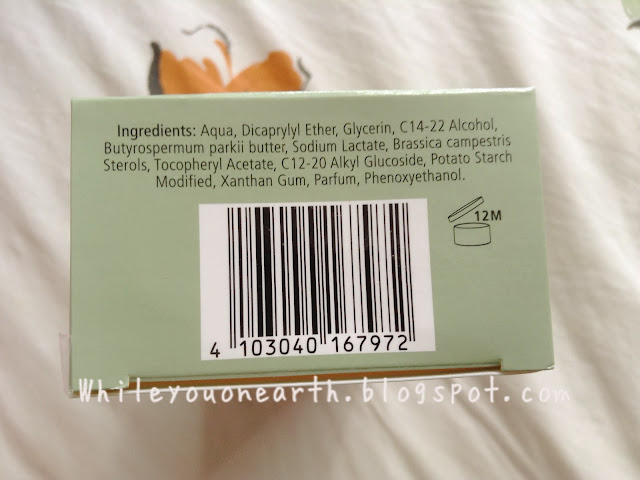 Ingredients: Aqua, Dicaprylyl Ether, Glycerin, C14-22 Alcohol,
Butyrospermum parkii butter, Sodium Lactate, Brassica campestris
Sterols, Tocopheryl Acetate, C12-20 Alkyl Glucoside, Potato Starch
Modified, Xanthan Gum, Parfum, Phenoxyethanol.
12M
4 103040 167972
Whileyouonearth.blogspot.com